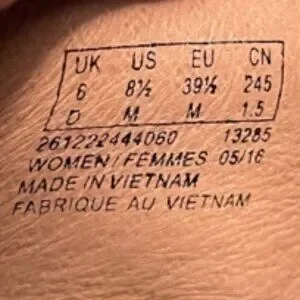 UK US EU CN
6 8½ 39½ 245
D M M 1.5
261222444060 13285
WOMEN/FEMMES 05/16
MADE IN VIETNAM
FABRIQUE AU VIETNAM